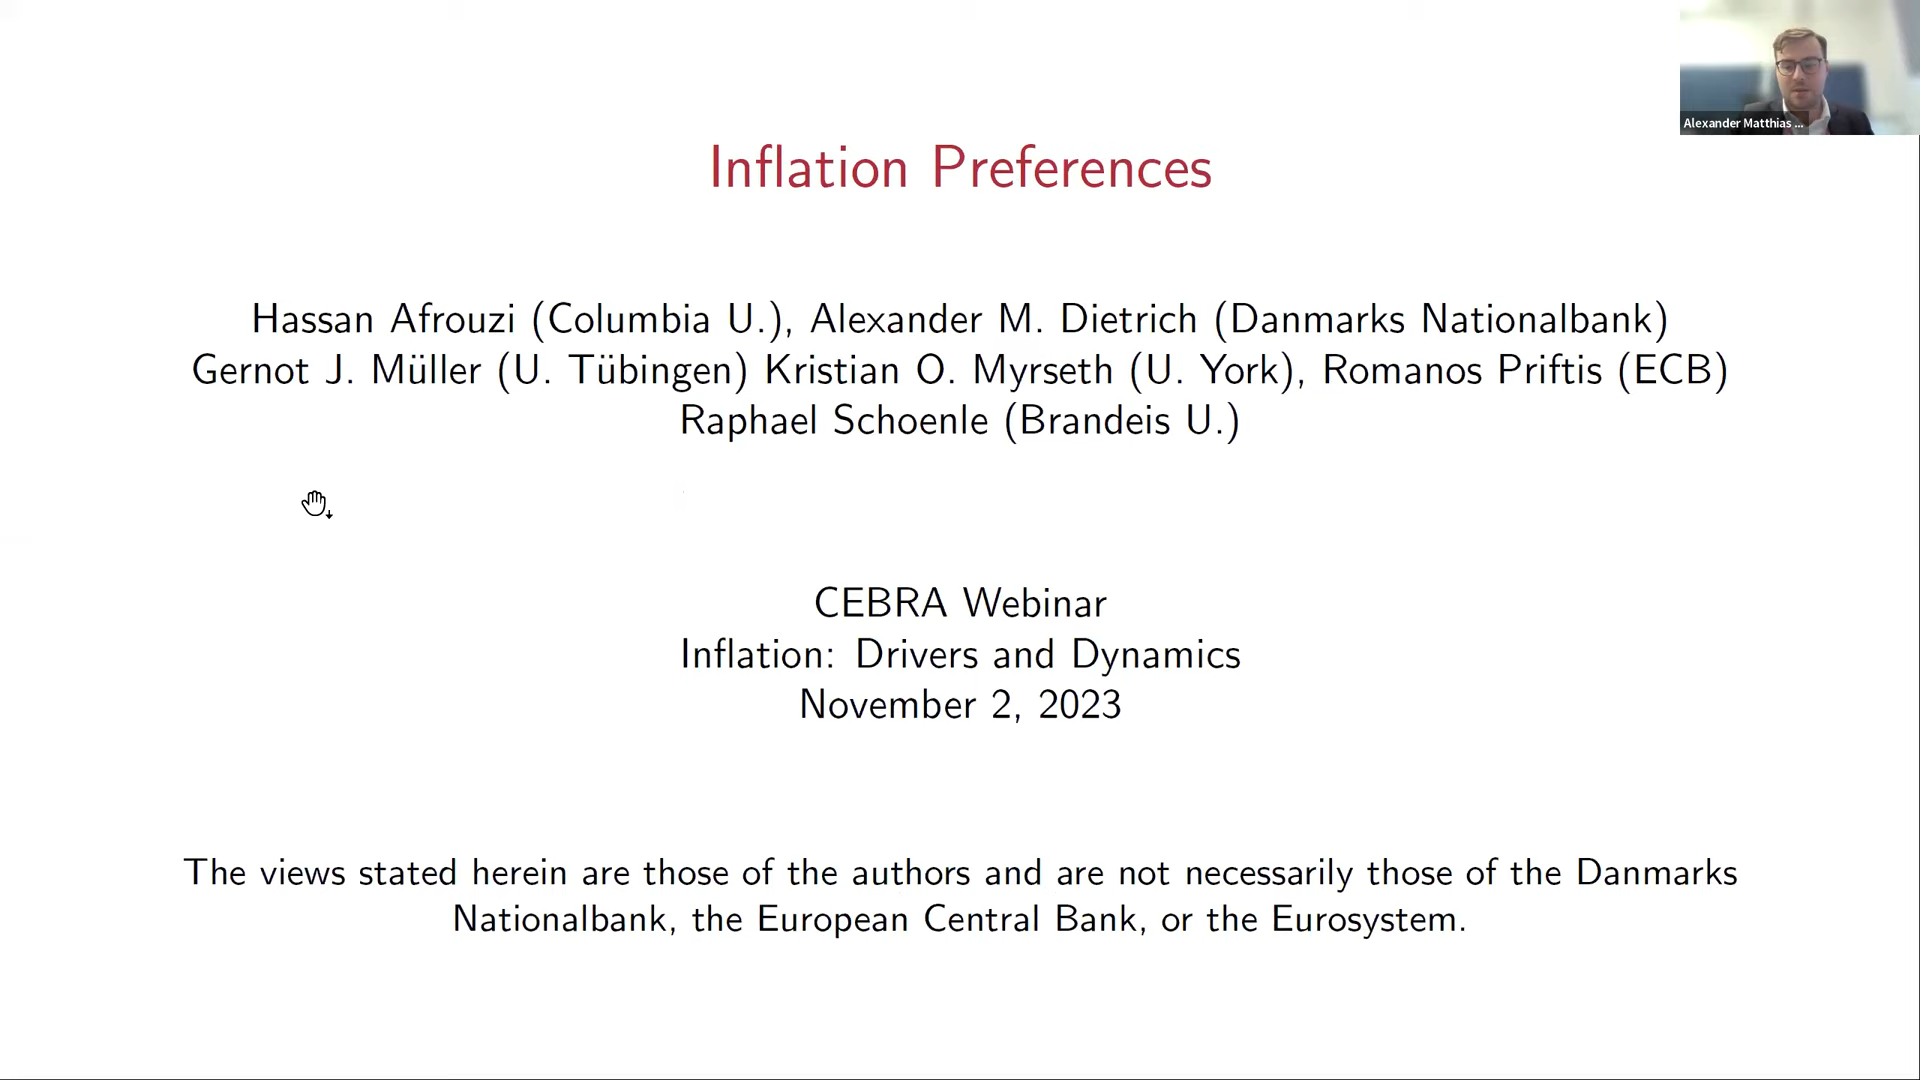 Alexander Matthias ...
Inflation Preferences
Hassan Afrouzi (Columbia U.), Alexander M. Dietrich (Danmarks Nationalbank)
Gernot J. Müller (U. Tübingen) Kristian O. Myrseth (U. York), Romanos Priftis (ECB)
Raphael Schoenle (Brandeis U.)
CEBRA Webinar
Inflation: Drivers and Dynamics
November 2, 2023
The views stated herein are those of the authors and are not necessarily those of the Danmarks
Nationalbank, the European Central Bank, or the Eurosystem.